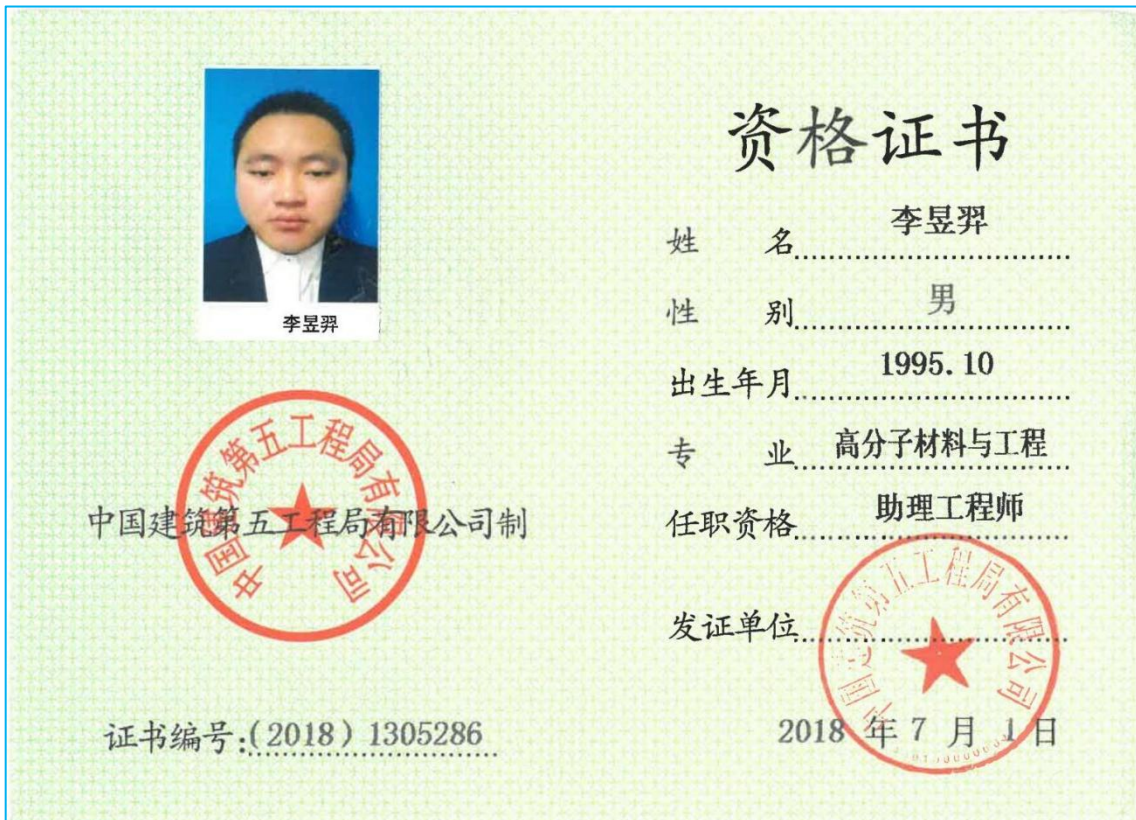 李昱羿
中国建筑第五工程局有限公司
中国建筑第五工程局有限公司制
证书编号:(2018)1305286
资格证书
姓 名 李昱羿
性 别 男
出生年月 1995.10
专 业 高分子材料与工程
任职资格 助理工程师
发证单位
中国建筑第五工程局有限公司
2018 年 7 月 1 日